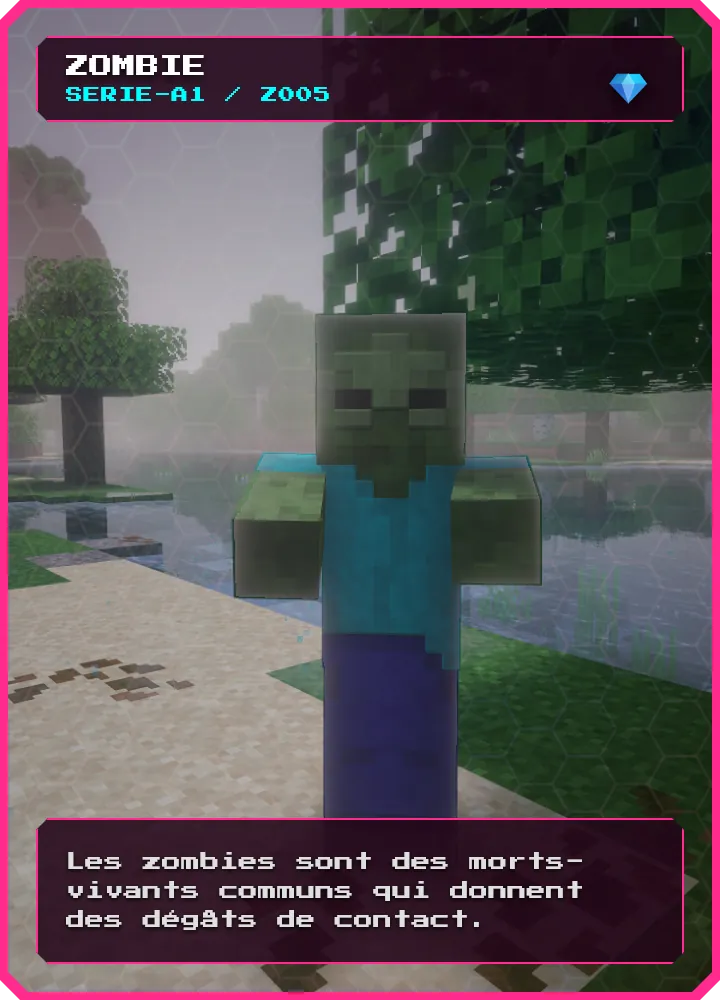 ZOMBIE
SERIE-A1 / Z005
Les zombies sont des morts-
vivants communs qui donnent
des dégâts de contact.